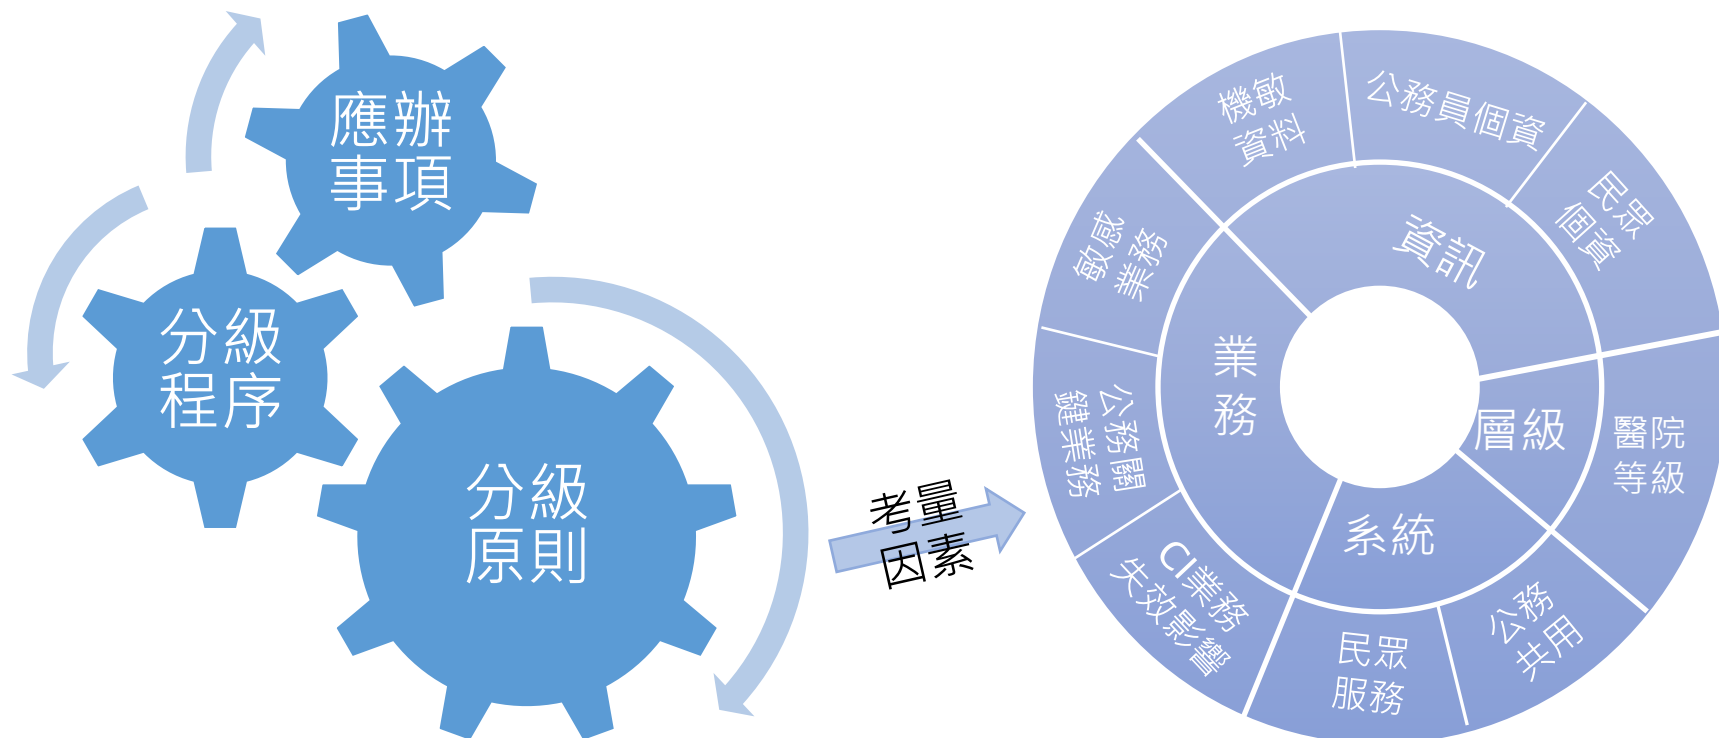 應辦
事項
分級
程序
分級
原則
考量
因素
機敏
資料
公務員個資
民眾
個資
資訊
敏感
業務
業
務
公務關
鍵業務
CI業務
失效影響
層級
醫院
等級
系統
民眾
服務
公務
共用